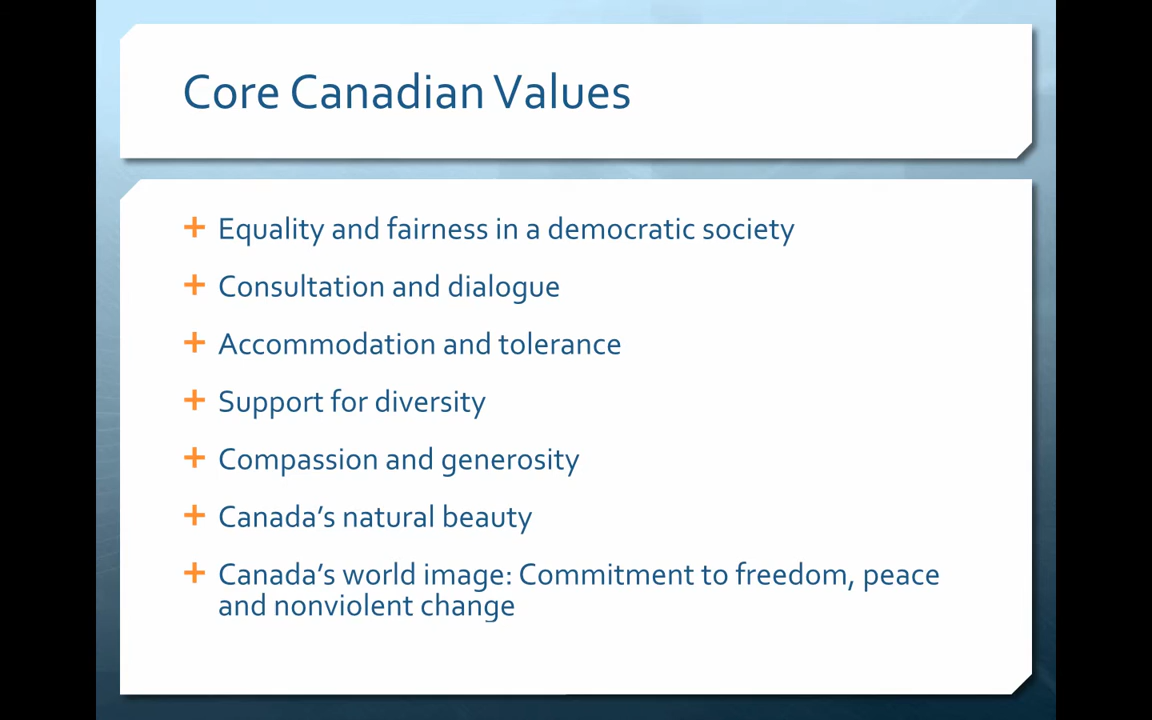 Core Canadian Values
+ Equality and fairness in a democratic society
+ Consultation and dialogue
+ Accommodation and tolerance
+ Support for diversity
+ Compassion and generosity
+ Canada’s natural beauty
+ Canada’s world image: Commitment to freedom, peace
and nonviolent change